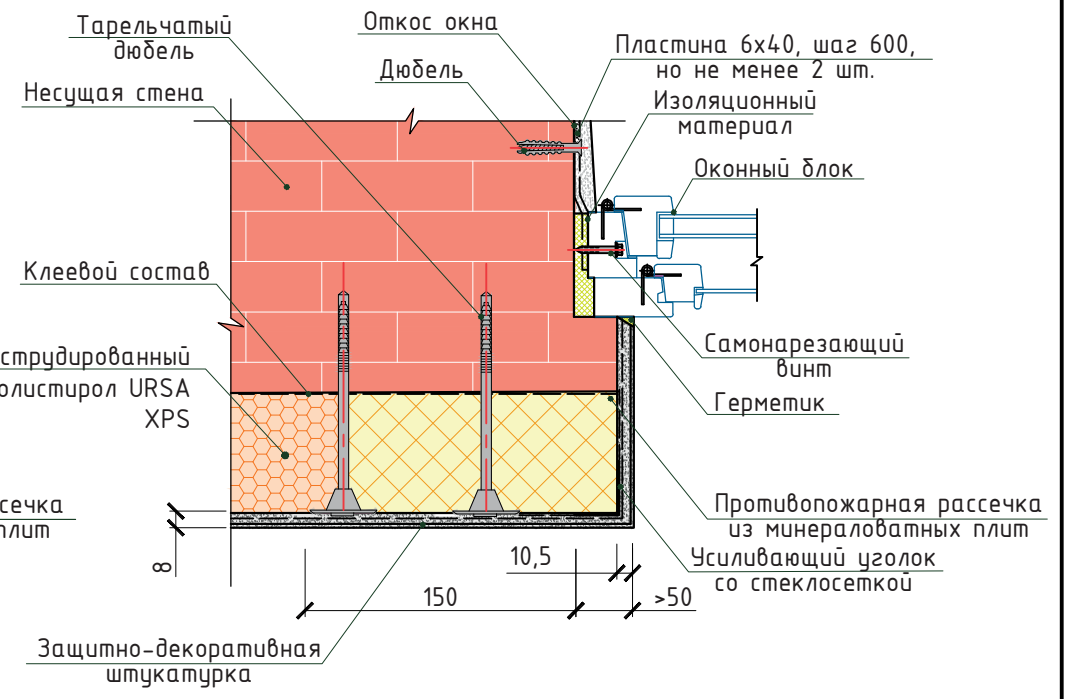 Тарельчатый
дюбель
Откос окна
Дюбель
Пластина 6х40, шаг 600,
но не менее 2 шт.
Несущая стена
Изоляционный
материал
Оконный блок
Клеевой состав
струдированный
олистирол URSA
XPS
Самонарезающий
винт
Герметик
сечка
плит
Противопожарная рассечка
из минераловатных плит
Усиливающий уголок
со стеклосеткой
8
10,5
150
>50
Защитно-декоративная
штукатурка